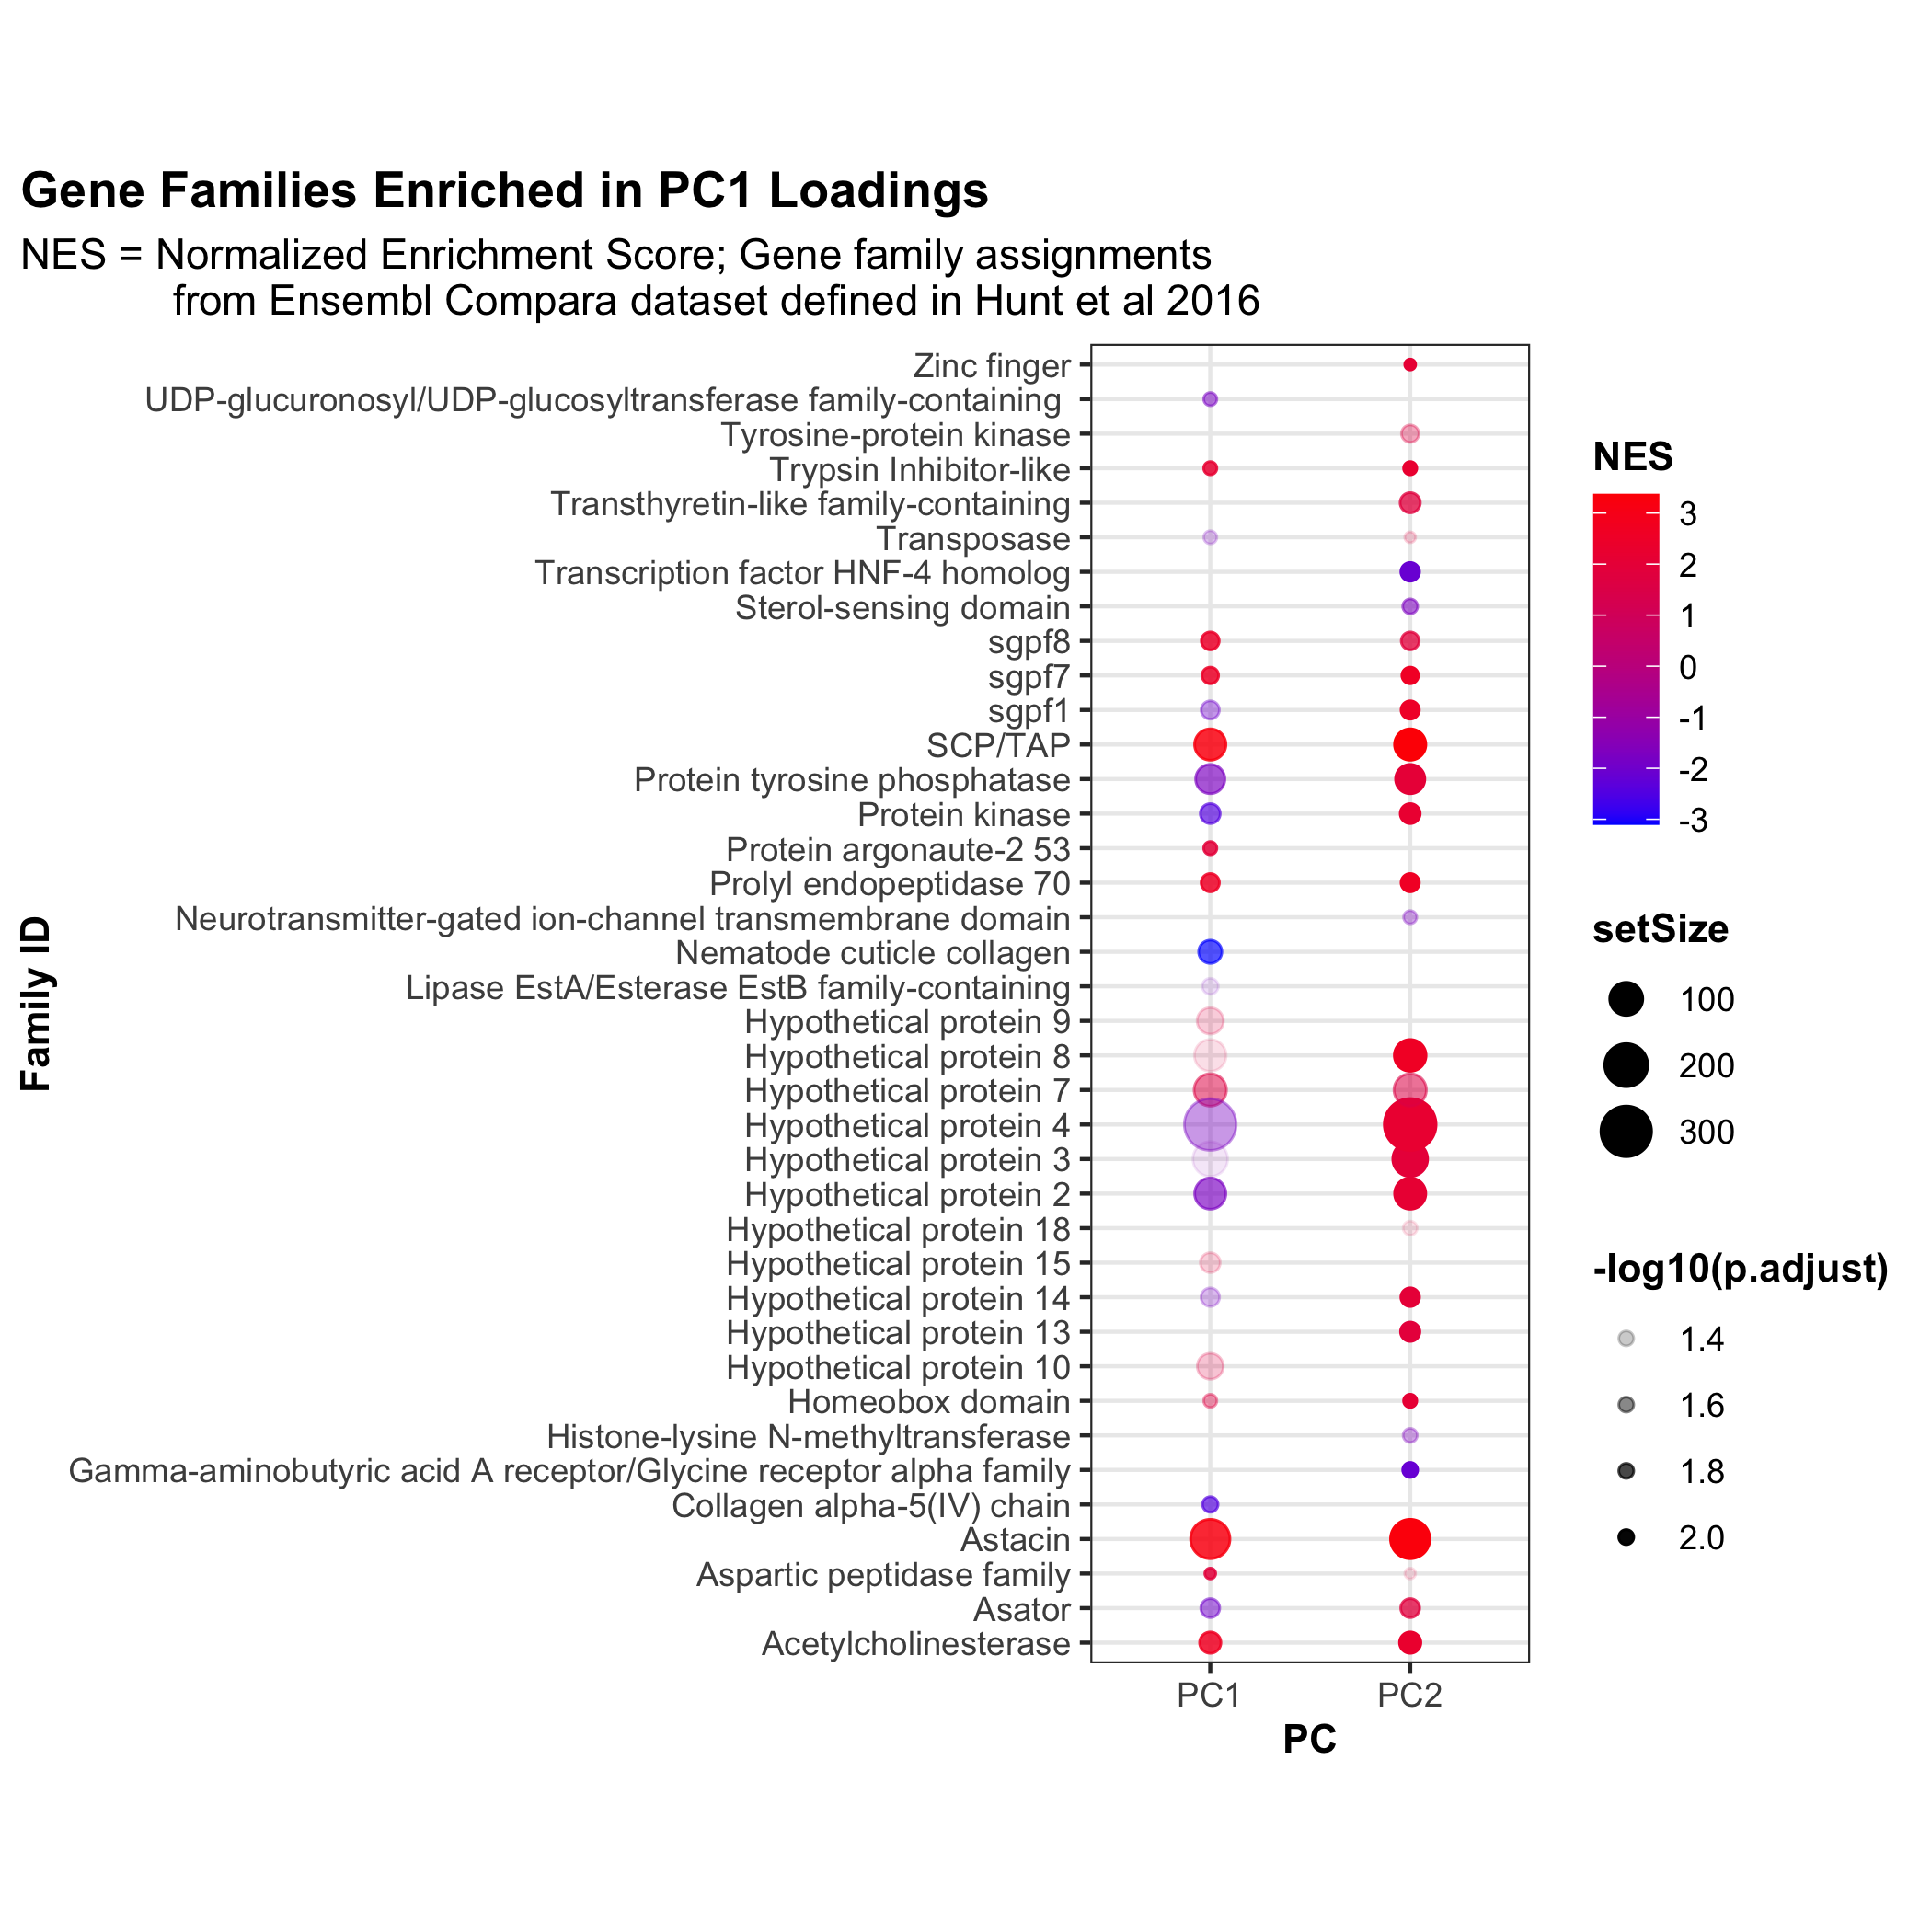 Gene Families Enriched in PC1 Loadings
NES = Normalized Enrichment Score; Gene family assignments
from Ensembl Compara dataset defined in Hunt et al 2016
Family ID
Zinc finger
UDP-glucuronosyl/UDP-glucosyltransferase family-containing
Tyrosine-protein kinase
Trypsin Inhibitor-like
Transthyretin-like family-containing
Transposase
Transcription factor HNF-4 homolog
Sterol-sensing domain
sgpf8
sgpf7
sgpf1
SCP/TAP
Protein tyrosine phosphatase
Protein kinase
Protein argonaute-2 53
Prolyl endopeptidase 70
Neurotransmitter-gated ion-channel transmembrane domain
Nematode cuticle collagen
Lipase EstA/Esterase EstB family-containing
Hypothetical protein 9
Hypothetical protein 8
Hypothetical protein 7
Hypothetical protein 4
Hypothetical protein 3
Hypothetical protein 2
Hypothetical protein 18
Hypothetical protein 15
Hypothetical protein 14
Hypothetical protein 13
Hypothetical protein 10
Homeobox domain
Histone-lysine N-methyltransferase
Gamma-aminobutyric acid A receptor/Glycine receptor alpha family
Collagen alpha-5(IV) chain
Astacin
Aspartic peptidase family
Asator
Acetylcholinesterase
PC1 PC2
PC
NES
3
2
1
0
-1
-2
-3
setSize
100
200
300
-log10(p.adjust)
1.4
1.6
1.8
2.0